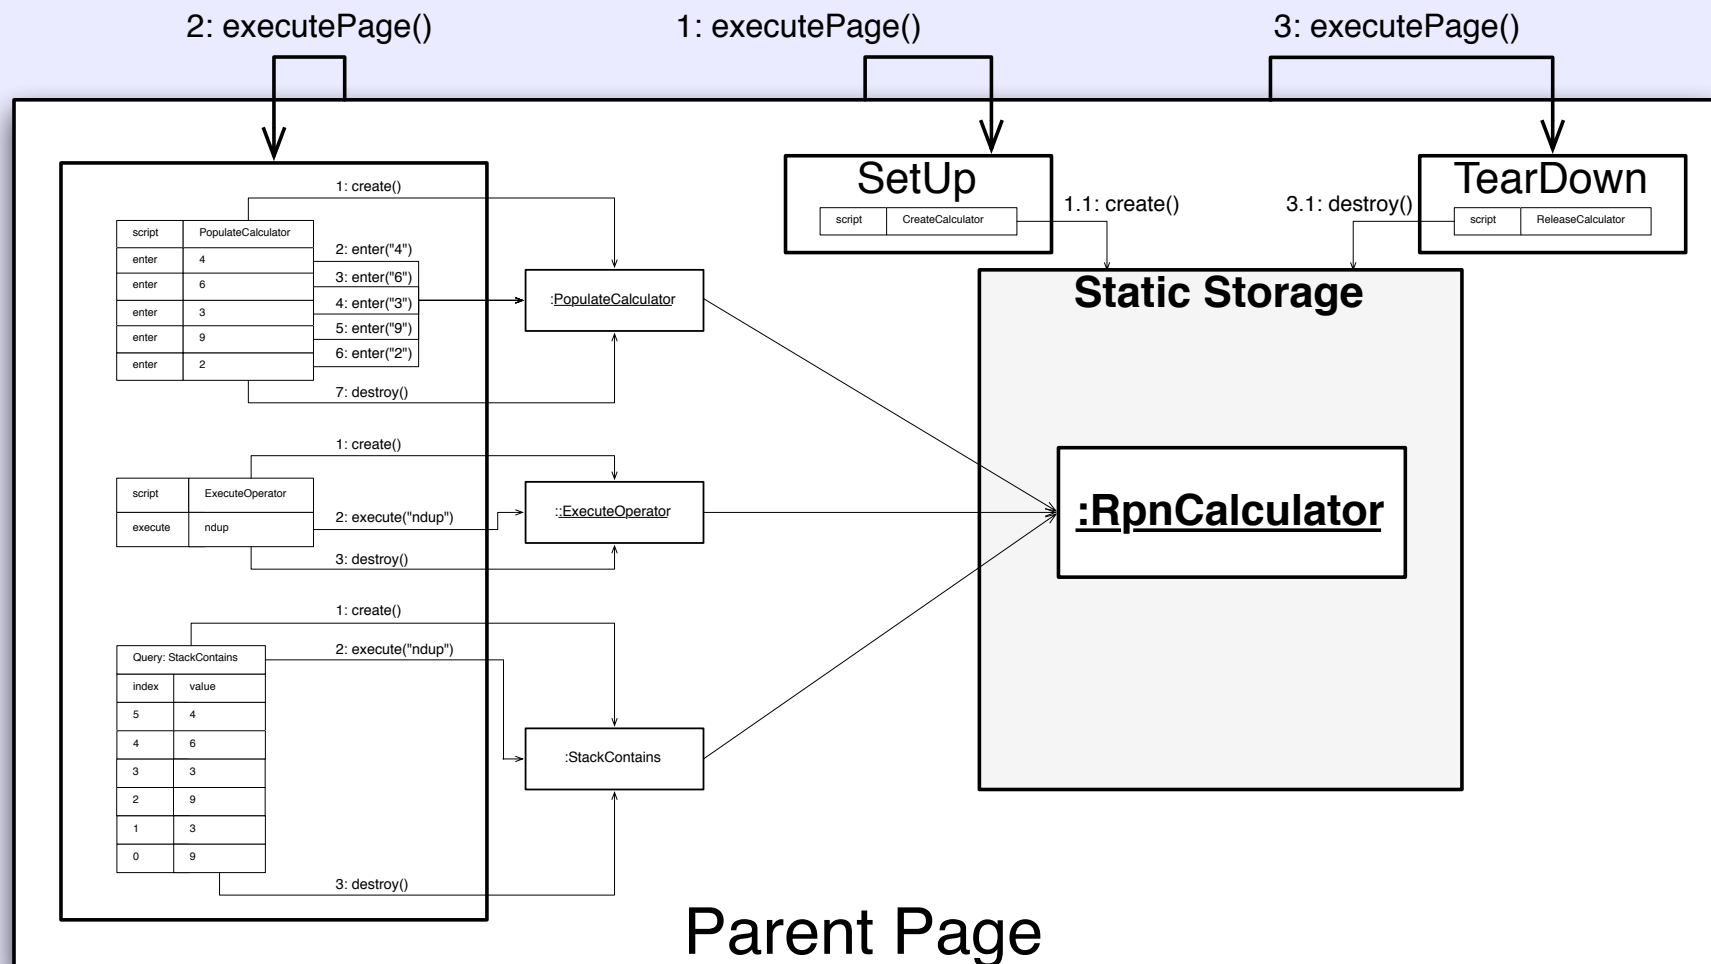 2: executePage()
1: executePage()
3: executePage()
SetUp
script CreateCalculator
1.1: create()
TearDown
script ReleaseCalculator
3.1: destroy()
1: create()
script PopulateCalculator
enter 4
enter 6
enter 3
enter 9
enter 2
2: enter("4")
3: enter("6")
4: enter("3")
5: enter("9")
6: enter("2")
7: destroy()
:PopulateCalculator
Static Storage
:RpnCalculator
1: create()
script ExecuteOperator
execute ndup
2: execute("ndup")
3: destroy()
::ExecuteOperator
1: create()
2: execute("ndup")
Query: StackContains
index value
5 4
4 6
3 3
2 9
1 3
0 9
:StackContains
3: destroy()
Parent Page